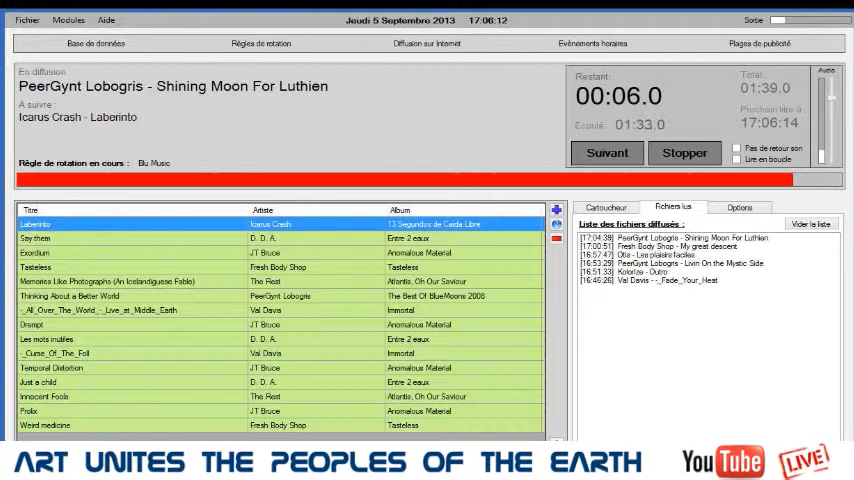 Fichier Modules Aide Jeudi 5 Septembre 2013 17:06:12 Sortie
Base de données Règles de rotation Diffusion sur Internet Evènements horaires Plages de publicité
En diffusion
PeerGynt Lobogris - Shining Moon For Luthien
A suivre :
Icarus Crash - Laberinto
Règle de rotation en cours : Blu Music
Restant :
00:06.0
Ecoulé : 01:33.0
Total :
01:39.0
Prochain titre à :
17:06:14
Suivant Stopper
Pas de retour son
Lire en boucle
Audio
Titre Artiste Album
Laberinto Icarus Crash 13 Segundos de Caida Libre
Say them D. D. A. Entre 2 eaux
Exordium JT Bruce Anomalous Material
Tasteless Fresh Body Shop Tasteless
Memories Like Photographs (An Icelandiguese Fable) The Rest Atlantis, Oh Our Saviour
Thinking About a Better World PeerGynt Lobogris The Best Of BlueMoons 2008
-_All_Over_The_World_-_Live_at_Middle_Earth Val Davis Immortal
Drempt JT Bruce Anomalous Material
Les mots inutiles D. D. A. Entre 2 eaux
-_Curse_Of_The_Foll Val Davis Immortal
Temporal Distortion JT Bruce Anomalous Material
Just a child D. D. A. Entre 2 eaux
Innocent Fools The Rest Atlantis, Oh Our Saviour
Prolix JT Bruce Anomalous Material
Weird medicine Fresh Body Shop Tasteless
Cartoucheur Fichiers lus Options
Liste des fichiers diffusés : Vider la liste
[17:04:39] PeerGynt Lobogris - Shining Moon For Luthien
[17:00:51] Fresh Body Shop - My great descent
[16:57:47] Otis - Les plaisirs faciles
[16:53:29] PeerGynt Lobogris - Livin On the Mystic Side
[16:51:33] Kolorize - Outro
[16:46:26] Val Davis - -_Fade_Your_Heat
ART UNITES THE PEOPLES OF THE EARTH
YouTube LIVE